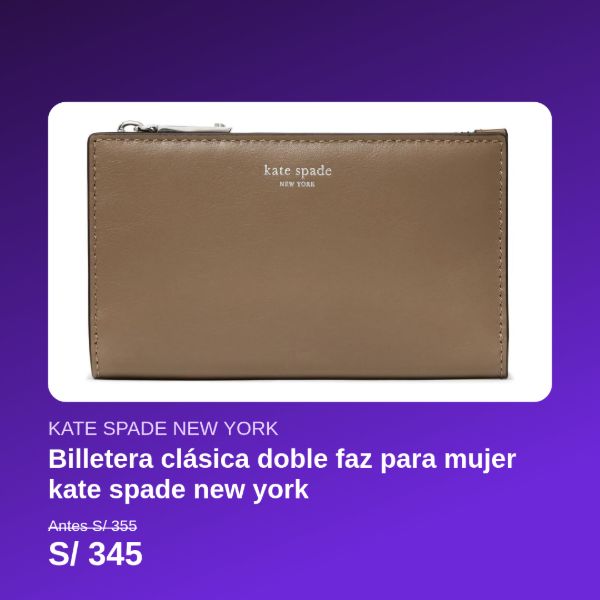 kate spade
NEW YORK
KATE SPADE NEW YORK
Billetera clásica doble faz para mujer
kate spade new york
Antes S/ 355
S/ 345